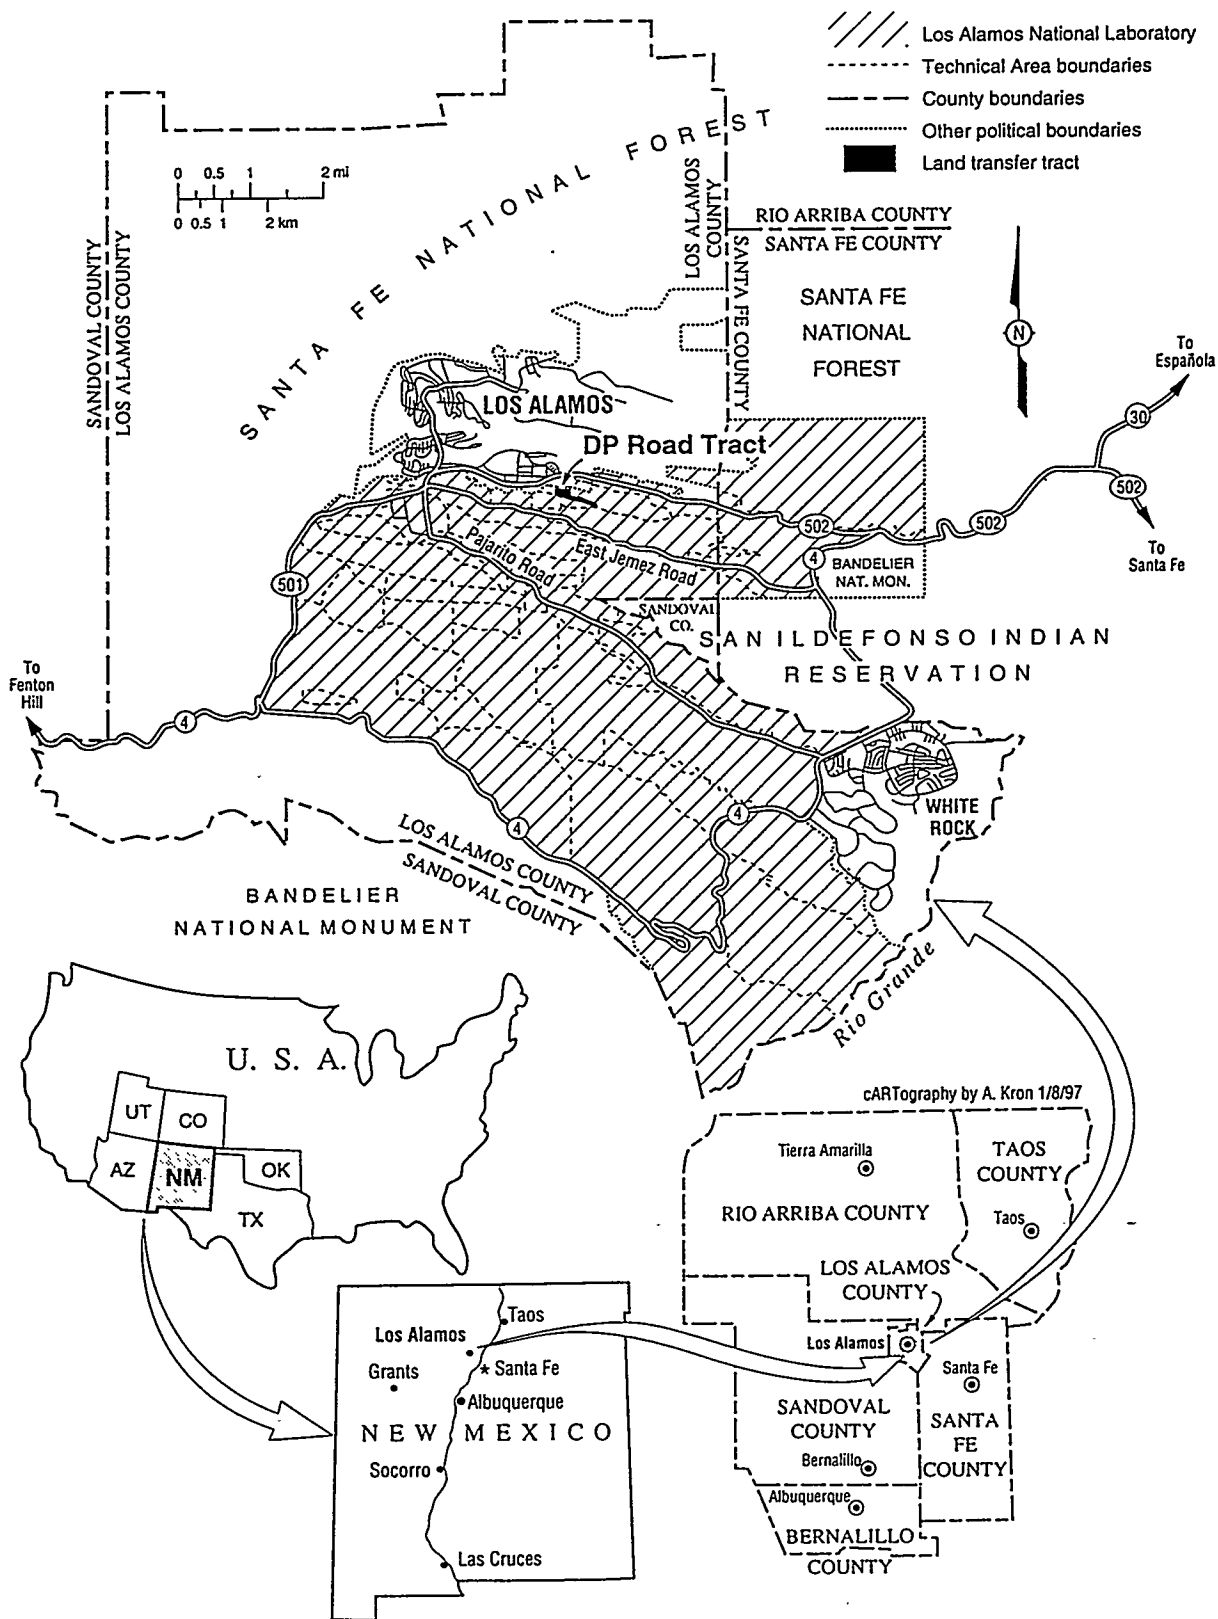 Los Alamos National Laboratory
Technical Area boundaries
County boundaries
Other political boundaries
Land transfer tract
0 0.5 1 2 mi
0 0.5 1 2 km
SANTA FE NATIONAL FOREST
SANDOVAL COUNTY
LOS ALAMOS COUNTY
LOS ALAMOS
COUNTY
SANTA FE COUNTY
RIO ARRIBA COUNTY
SANTA FE COUNTY
SANTA FE
NATIONAL
FOREST
N
To
Española
30
502
To
Santa Fe
LOS ALAMOS
DP Road Tract
502
502
4
BANDELIER
NAT. MON.
East Jemez Road
Pajarito Road
501
SANDOVAL
CO.
SAN ILDEFONSO INDIAN
RESERVATION
To
Fenton
Hill
4
WHITE
ROCK
4
4
LOS ALAMOS COUNTY
SANDOVAL COUNTY
BANDELIER
NATIONAL MONUMENT
Rio Grande
U. S. A.
UT
CO
AZ
NM
OK
TX
cARTography by A. Kron 1/8/97
Tierra Amarilla
TAOS
COUNTY
RIO ARRIBA COUNTY
Taos
LOS ALAMOS
COUNTY
Los Alamos
Santa Fe
SANDOVAL
COUNTY
SANTA
FE
COUNTY
Bernalillo
Albuquerque
BERNALILLO
COUNTY
Taos
Los Alamos
Santa Fe
Grants
Albuquerque
NEW MEXICO
Socorro
Las Cruces